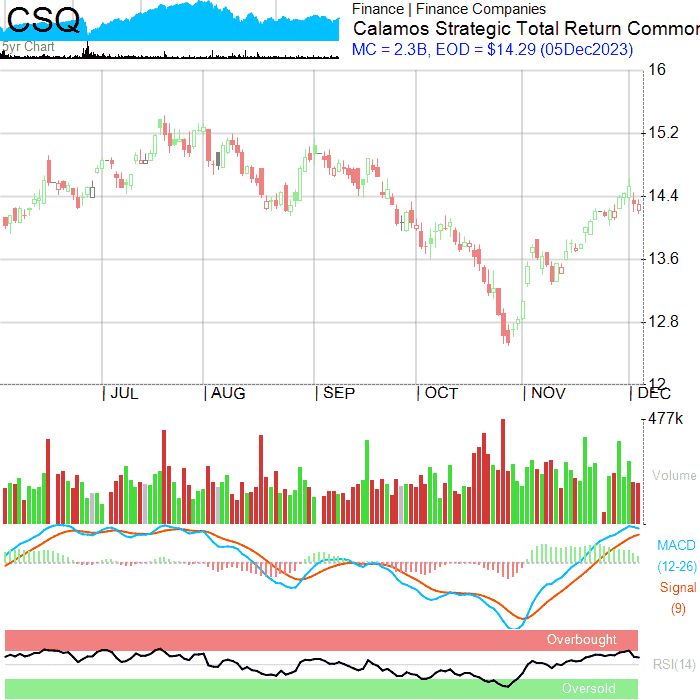 CSQ
5yr Chart
Finance | Finance Companies
Calamos Strategic Total Return Common
MC = 2.3B, EOD = $14.29 (05Dec2023)
16
15.2
14.4
13.6
12.8
12
JUL AUG SEP OCT NOV DEC
477k
Volume
MACD
(12-26)
Signal
(9)
Overbought
RSI(14)
Oversold